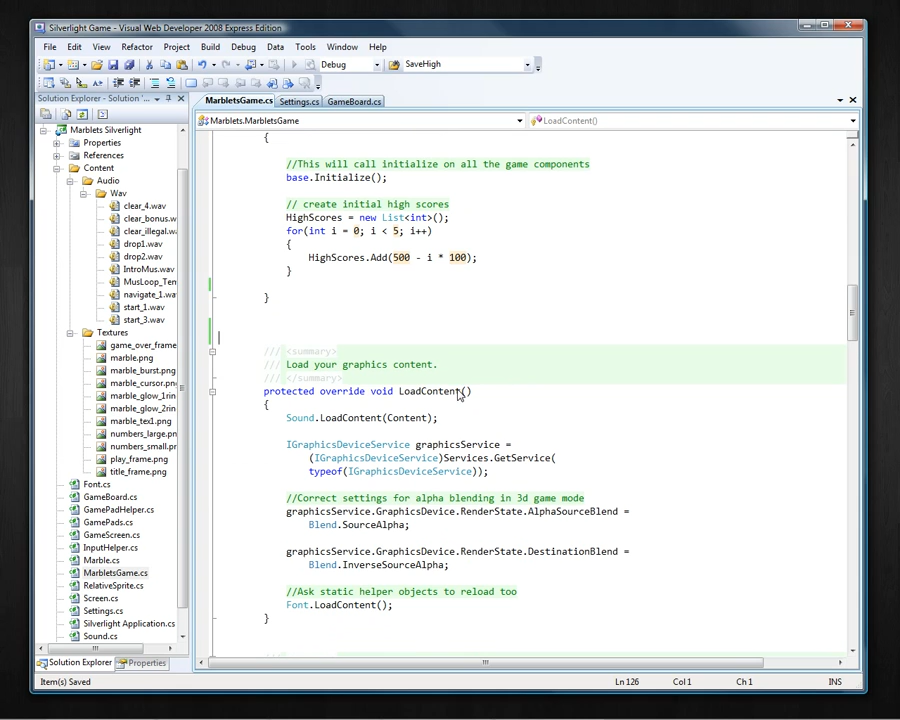 Silverlight Game - Visual Web Developer 2008 Express Edition
File Edit View Refactor Project Build Debug Data Tools Window Help
Debug SaveHigh
Solution Explorer - Solution '...
MarbletsGame.cs Settings.cs GameBoard.cs
Marblets.MarbletsGame LoadContent()
Marblets Silverlight
Properties
References
Content
Audio
Wav
clear_4.wav
clear_bonus.w
clear_illegal.wa
drop1.wav
drop2.wav
IntroMus.wav
MusLoop_Ten
navigate_1.wa
start_1.wav
start_3.wav
Textures
game_over_frame
marble.png
marble_burst.png
marble_cursor.pn
marble_glow_1rin
marble_glow_2rin
marble_tex1.png
numbers_large.pn
numbers_small.pr
play_frame.png
title_frame.png
Font.cs
GameBoard.cs
GamePadHelper.cs
GamePads.cs
GameScreen.cs
InputHelper.cs
Marble.cs
MarbletsGame.cs
RelativeSprite.cs
Screen.cs
Settings.cs
Silverlight Application.cs
Sound.cs
Solution Explorer Properties
{
//This will call initialize on all the game components
base.Initialize();
// create initial high scores
HighScores = new List<int>();
for(int i = 0; i < 5; i++)
{
HighScores.Add(500 - i * 100);
}
}
/// <summary>
/// Load your graphics content.
/// </summary>
protected override void LoadContent()
{
Sound.LoadContent(Content);
IGraphicsDeviceService graphicsService =
(IGraphicsDeviceService)Services.GetService(
typeof(IGraphicsDeviceService));
//Correct settings for alpha blending in 3d game mode
graphicsService.GraphicsDevice.RenderState.AlphaSourceBlend =
Blend.SourceAlpha;
graphicsService.GraphicsDevice.RenderState.DestinationBlend =
Blend.InverseSourceAlpha;
//Ask static helper objects to reload too
Font.LoadContent();
}
Item(s) Saved Ln 126 Col 1 Ch 1 INS